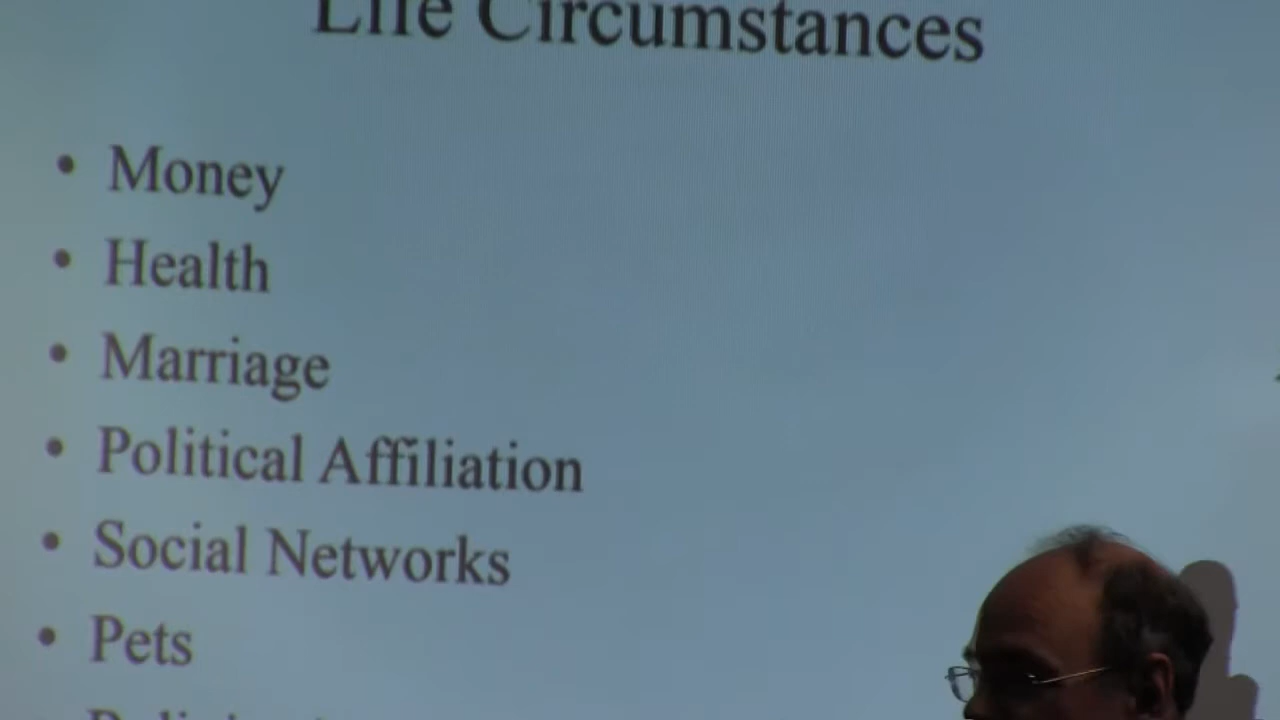 Life Circumstances
• Money
• Health
• Marriage
• Political Affiliation
• Social Networks
• Pets